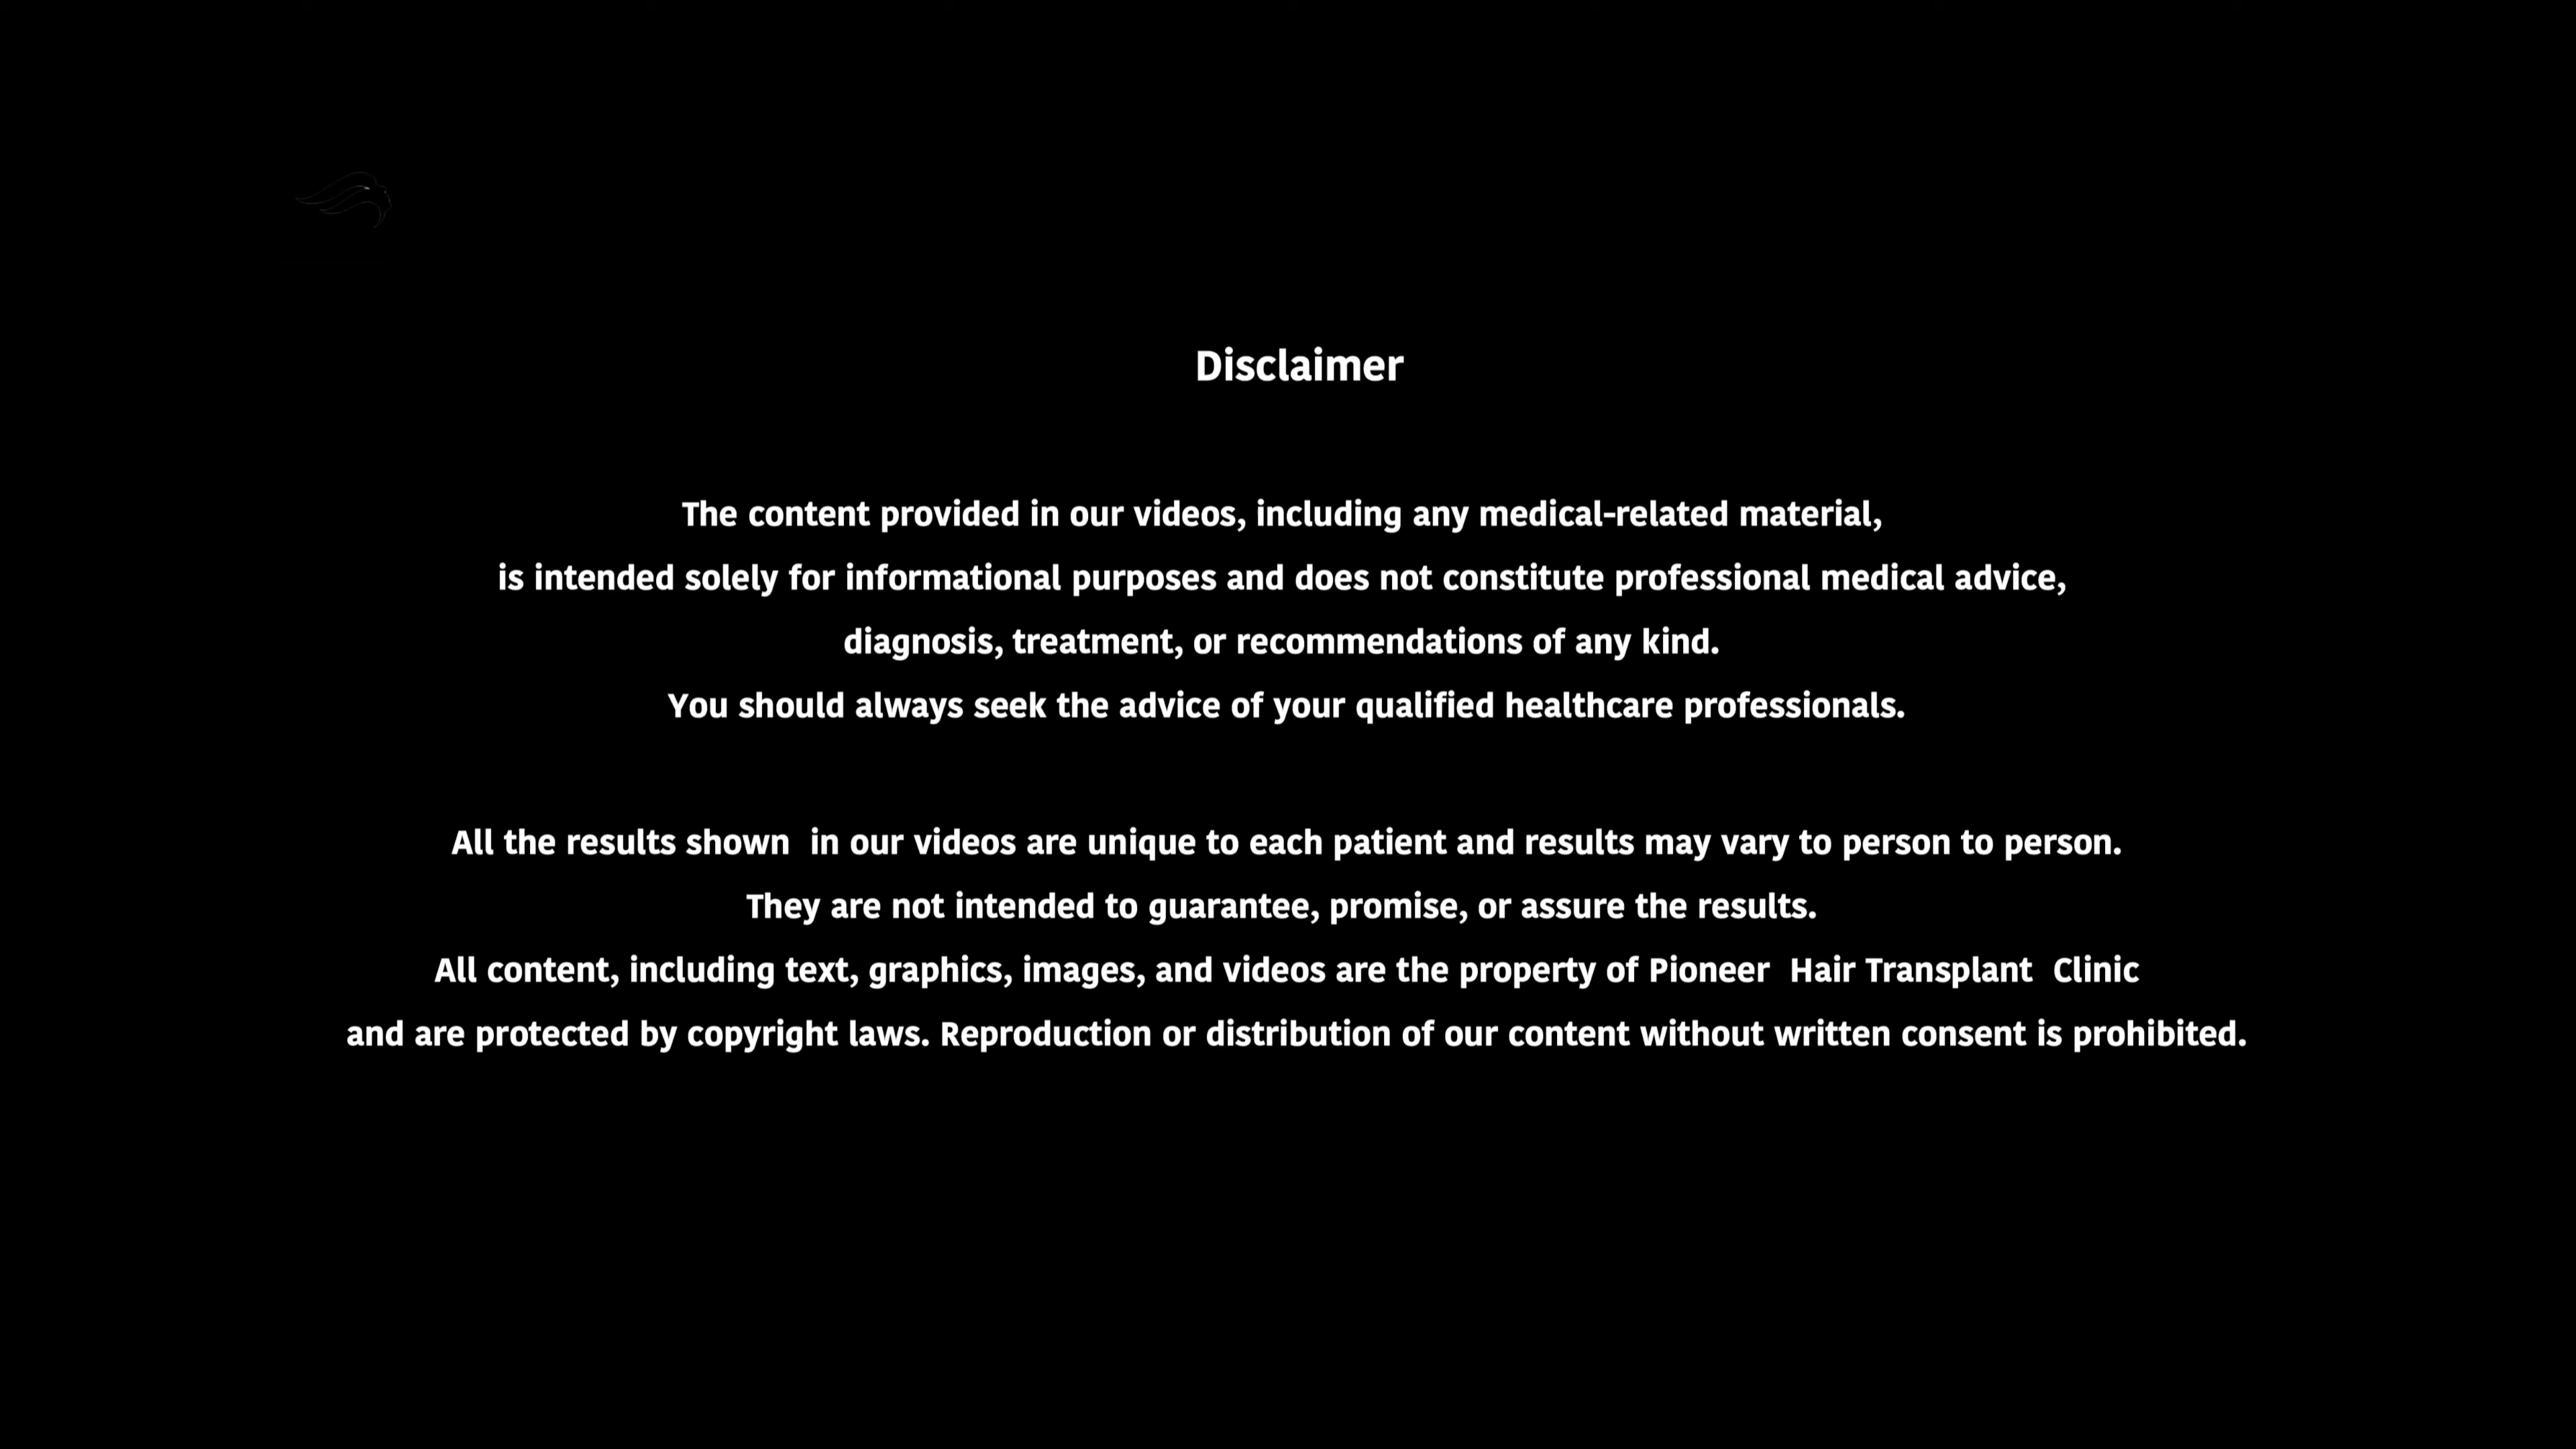 Disclaimer
The content provided in our videos, including any medical-related material,
is intended solely for informational purposes and does not constitute professional medical advice,
diagnosis, treatment, or recommendations of any kind.
You should always seek the advice of your qualified healthcare professionals.
All the results shown  in our videos are unique to each patient and results may vary to person to person.
They are not intended to guarantee, promise, or assure the results.
All content, including text, graphics, images, and videos are the property of Pioneer  Hair Transplant  Clinic
and are protected by copyright laws. Reproduction or distribution of our content without written consent is prohibited.